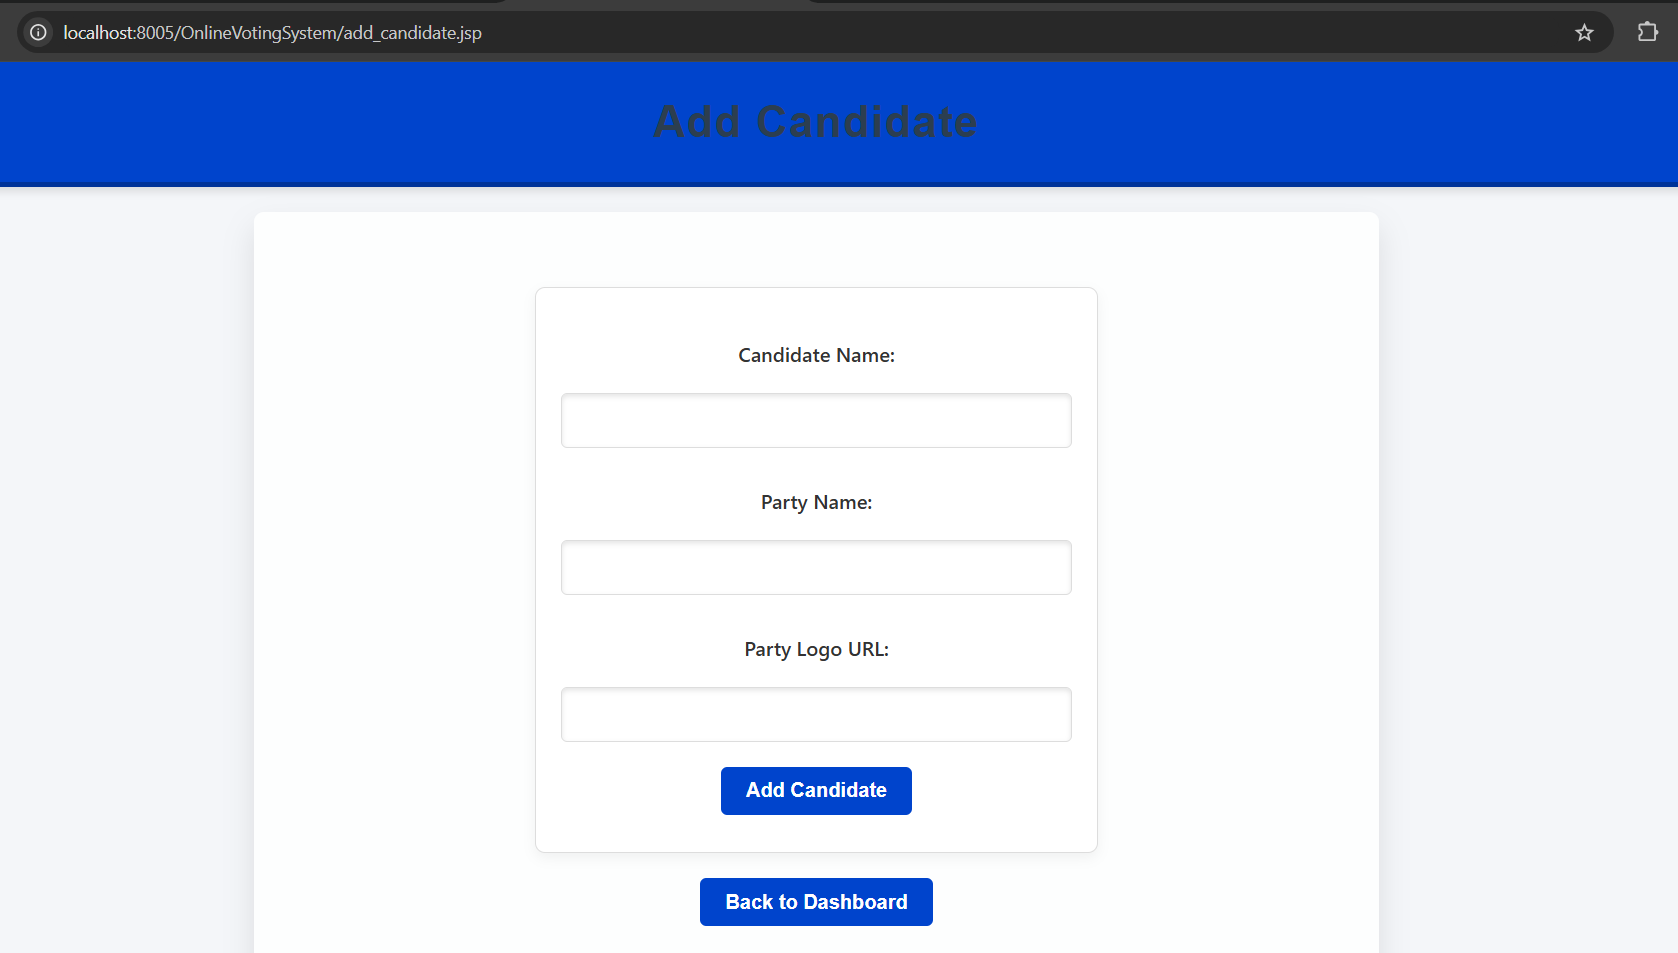 localhost:8005/OnlineVotingSystem/add_candidate.jsp
Add Candidate
Candidate Name:
Party Name:
Party Logo URL:
Add Candidate
Back to Dashboard